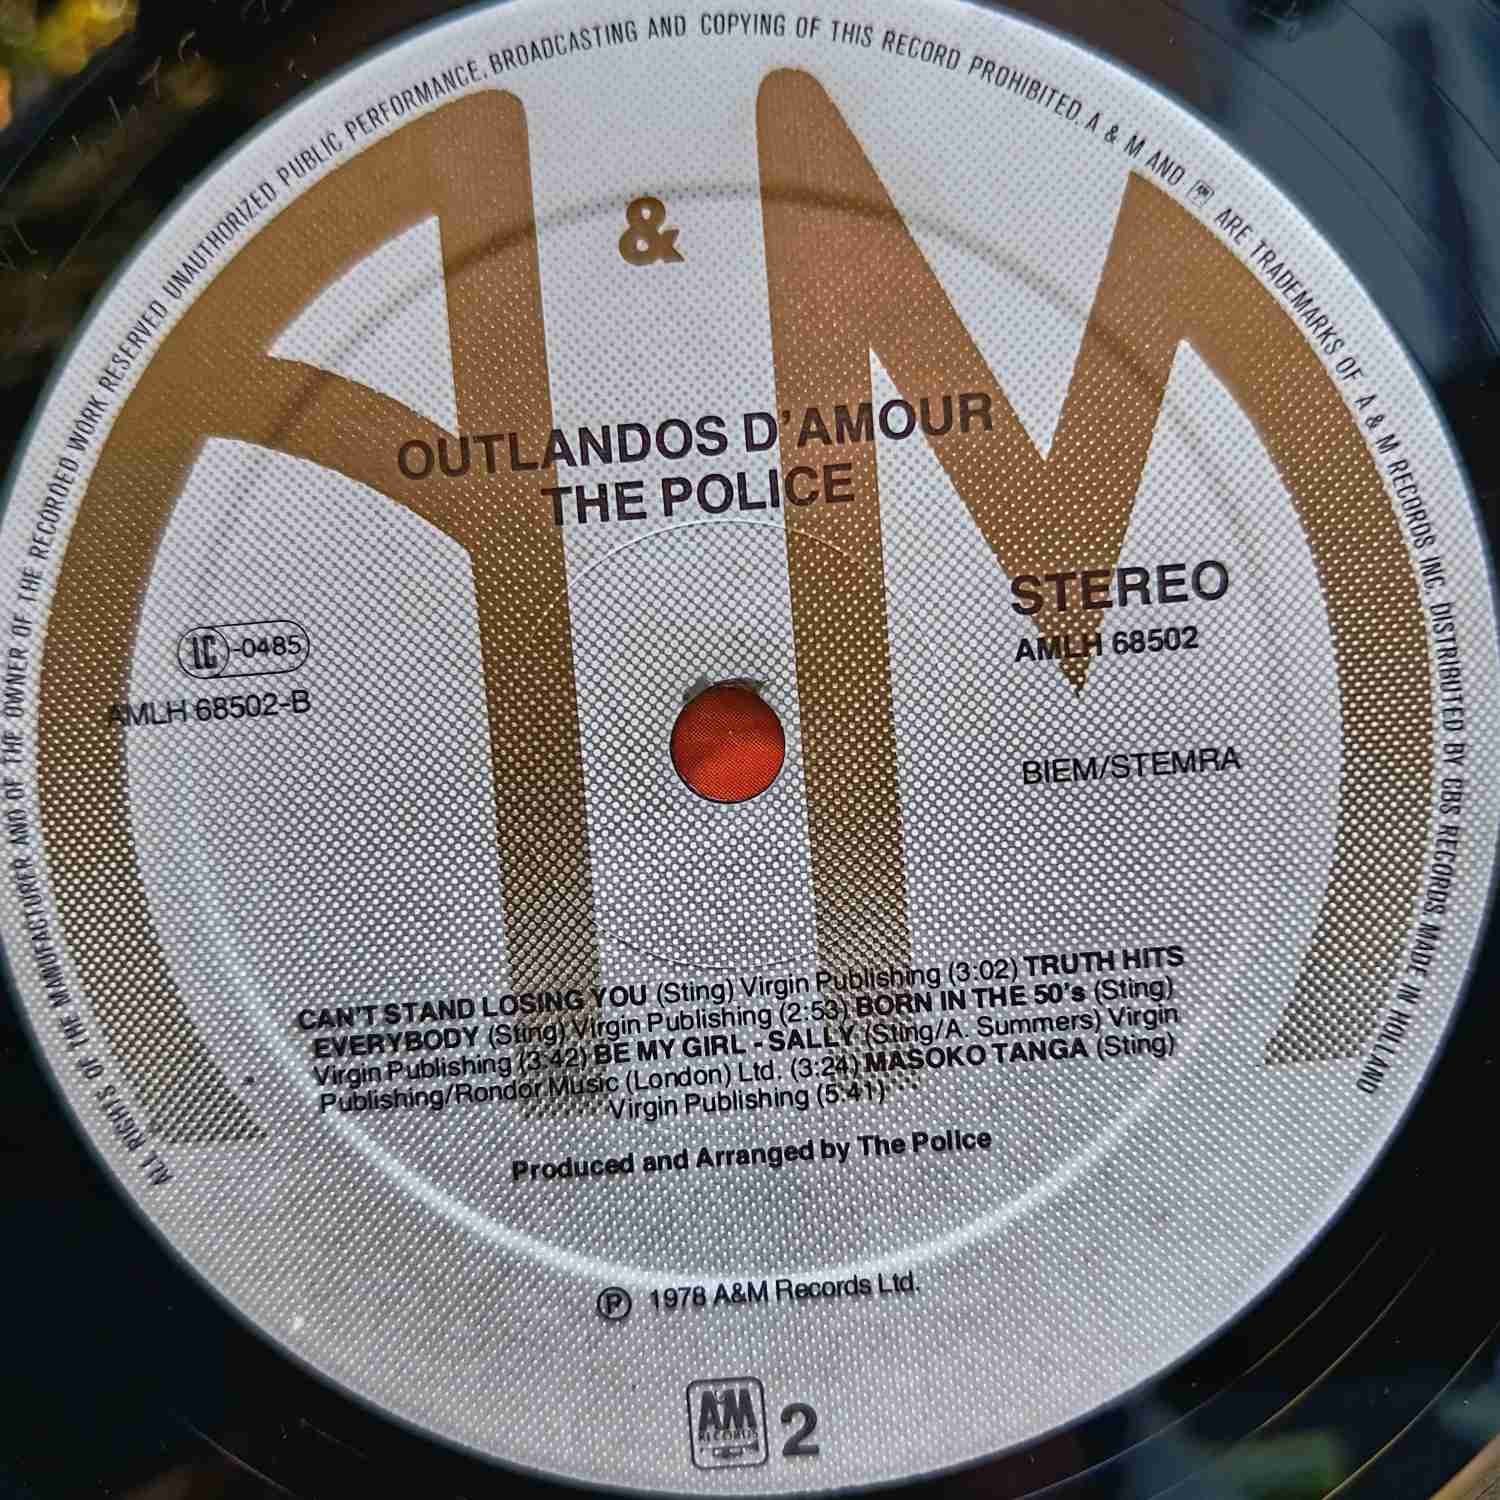 ALL RIGHTS OF THE MANUFACTURER AND OF THE OWNER OF THE RECORDED WORK RESERVED UNAUTHORIZED PUBLIC PERFORMANCE, BROADCASTING AND COPYING OF THIS RECORD PROHIBITED. A & M AND AM ARE TRADEMARKS OF A & M RECORDS INC. DISTRIBUTED BY CBS RECORDS. MADE IN HOLLAND
&
OUTLANDOS D'AMOUR
THE POLICE
STEREO
AMLH 68502
LC-0485
AMLH 68502-B
BIEM/STEMRA
CAN'T STAND LOSING YOU (Sting) Virgin Publishing (3:02) TRUTH HITS
EVERYBODY (Sting) Virgin Publishing (2:53) BORN IN THE 50's (Sting)
Virgin Publishing (3:42) BE MY GIRL - SALLY (Sting/A. Summers) Virgin
Publishing/Rondor Music (London) Ltd. (3:24) MASOKO TANGA (Sting)
Virgin Publishing (5:41)
Produced and Arranged by The Police
℗ 1978 A&M Records Ltd.
AM
RECORDS
2